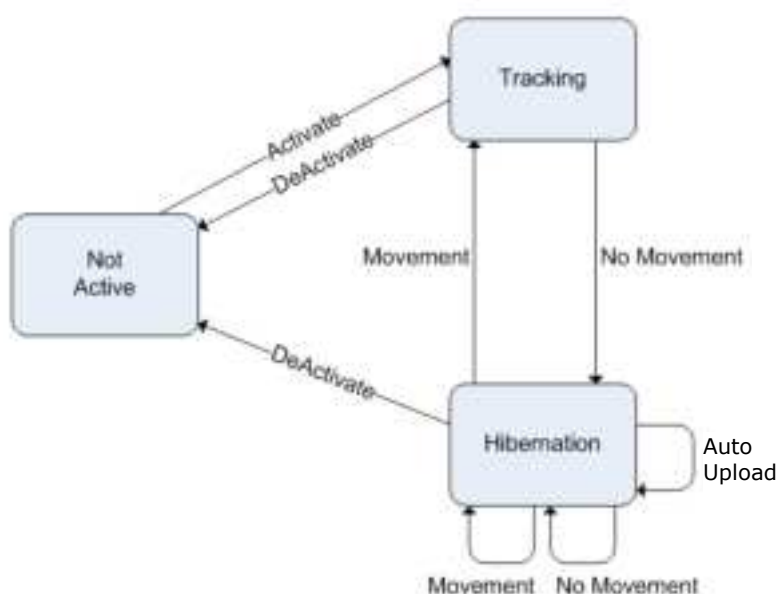 Tracking
Activate
DeActivate
Movement
No Movement
Not
Active
DeActivate
Hibernation
Auto
Upload
Movement
No Movement